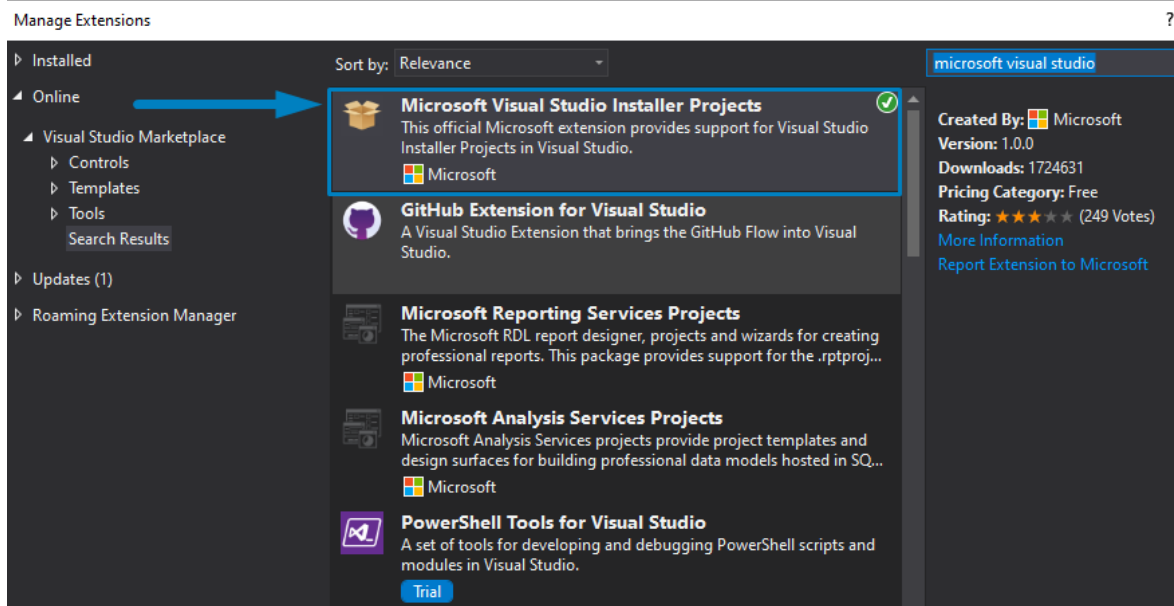 Manage Extensions
?
Installed
Online
Visual Studio Marketplace
Controls
Templates
Tools
Search Results
Updates (1)
Roaming Extension Manager
Sort by: Relevance
Microsoft Visual Studio Installer Projects
This official Microsoft extension provides support for Visual Studio
Installer Projects in Visual Studio.
Microsoft
GitHub Extension for Visual Studio
A Visual Studio Extension that brings the GitHub Flow into Visual
Studio.
Microsoft Reporting Services Projects
The Microsoft RDL report designer, projects and wizards for creating
professional reports. This package provides support for the .rptproj...
Microsoft
Microsoft Analysis Services Projects
Microsoft Analysis Services projects provide project templates and
design surfaces for building professional data models hosted in SQ...
Microsoft
PowerShell Tools for Visual Studio
A set of tools for developing and debugging PowerShell scripts and
modules in Visual Studio.
Trial
microsoft visual studio
Created By: Microsoft
Version: 1.0.0
Downloads: 1724631
Pricing Category: Free
Rating: (249 Votes)
More Information
Report Extension to Microsoft